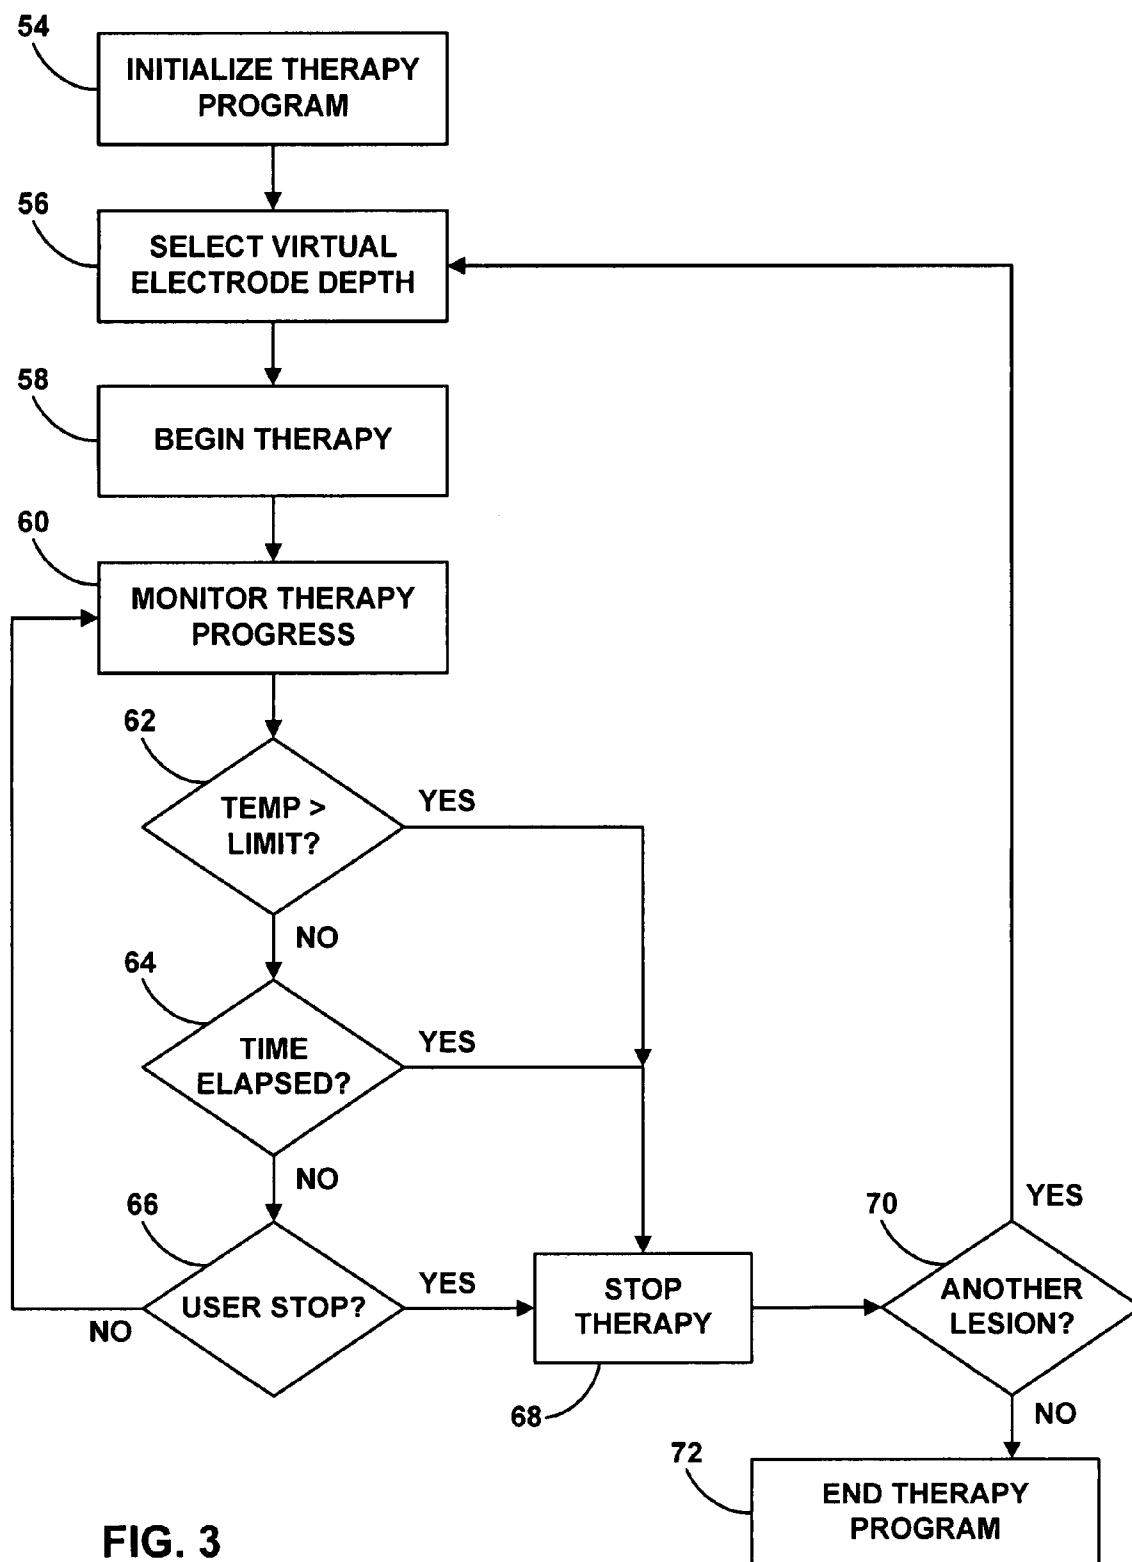 54
INITIALIZE THERAPY
PROGRAM
56
SELECT VIRTUAL
ELECTRODE DEPTH
58
BEGIN THERAPY
60
MONITOR THERAPY
PROGRESS
62
TEMP >
LIMIT?
YES
NO
64
TIME
ELAPSED?
YES
NO
66
USER STOP?
YES
NO
STOP
THERAPY
68
70
ANOTHER
LESION?
YES
NO
72
END THERAPY
PROGRAM
FIG. 3